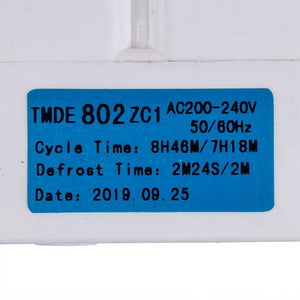 TMDE 802 ZC1 AC200-240V
50/60Hz
Cycle Time: 8H46M/7H18M
Defrost Time: 2M24S/2M
Date: 2019.09.25